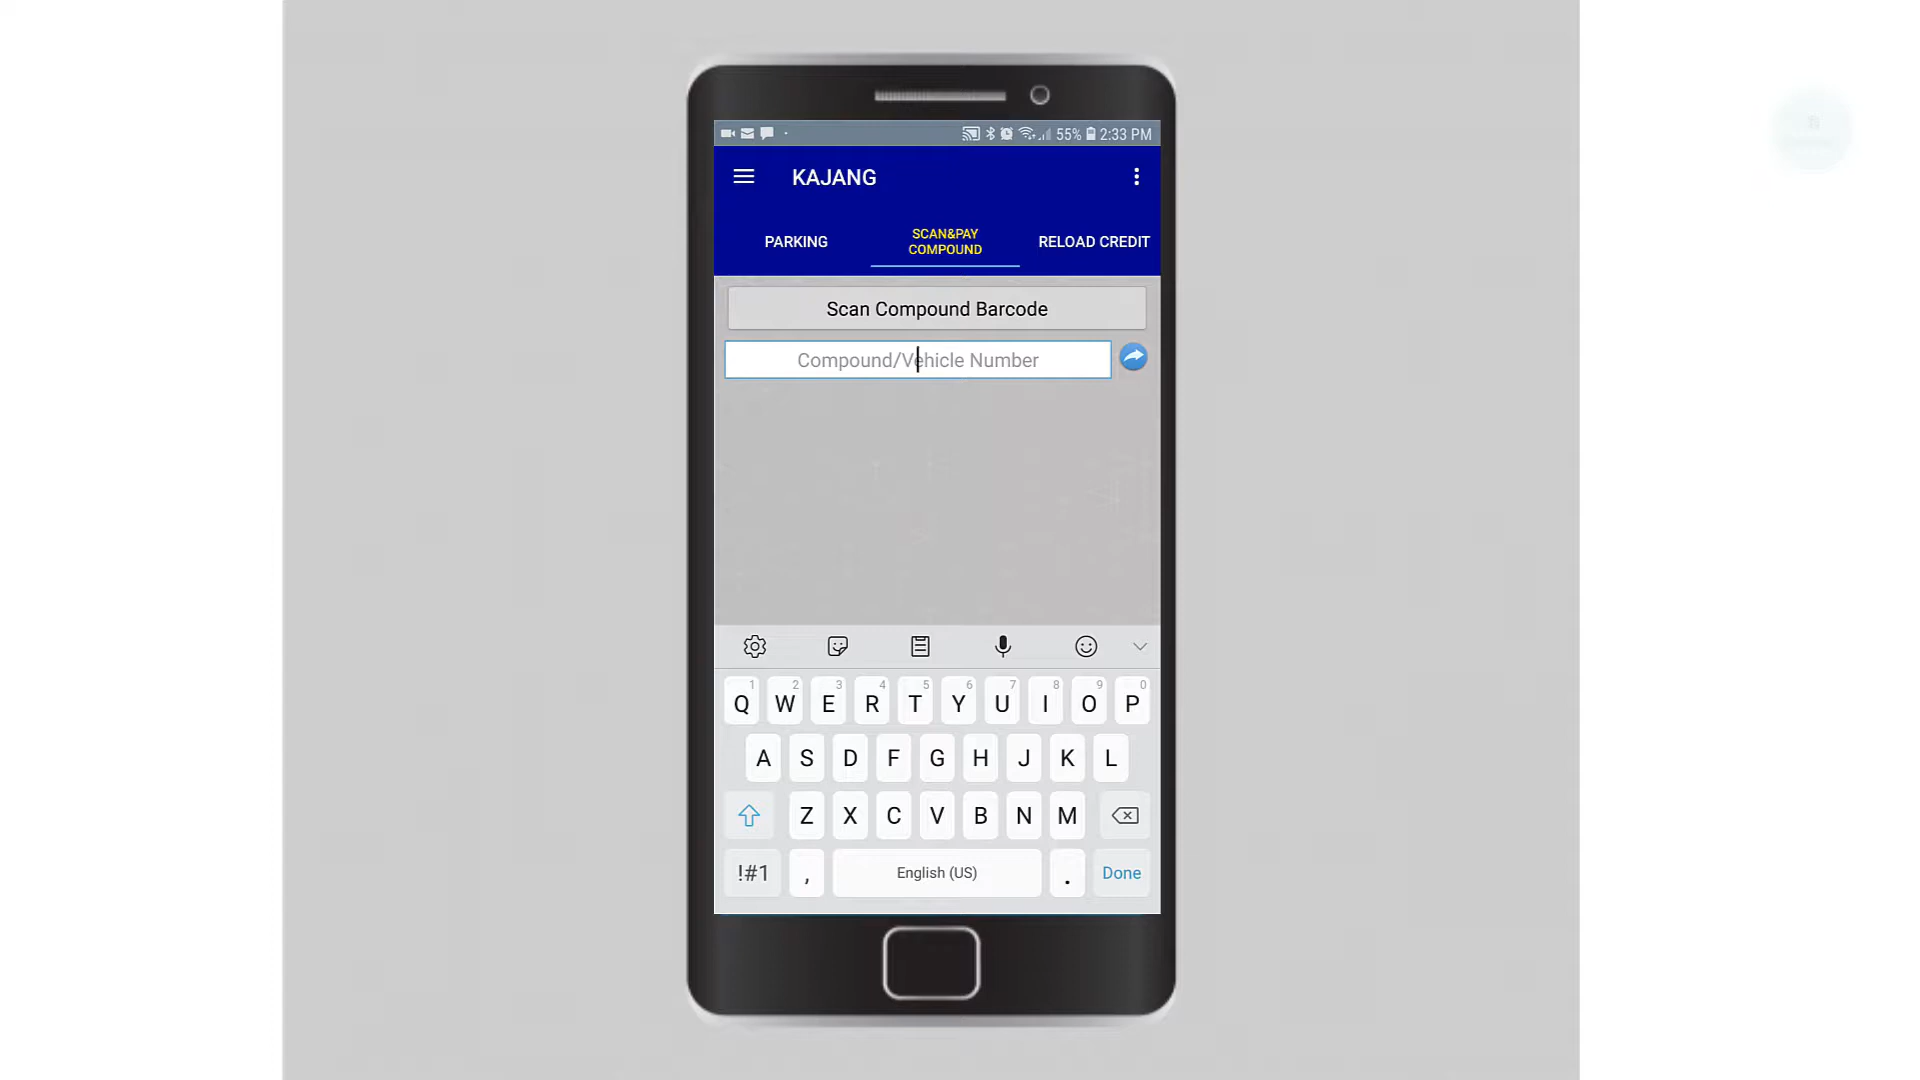 55% 2:33 PM
KAJANG
PARKING
SCAN&PAY
COMPOUND
RELOAD CREDIT
Scan Compound Barcode
Compound/Vehicle Number
1 2 3 4 5 6 7 8 9 0
Q W E R T Y U I O P
A S D F G H J K L
Z X C V B N M
!#1 , English (US) . Done